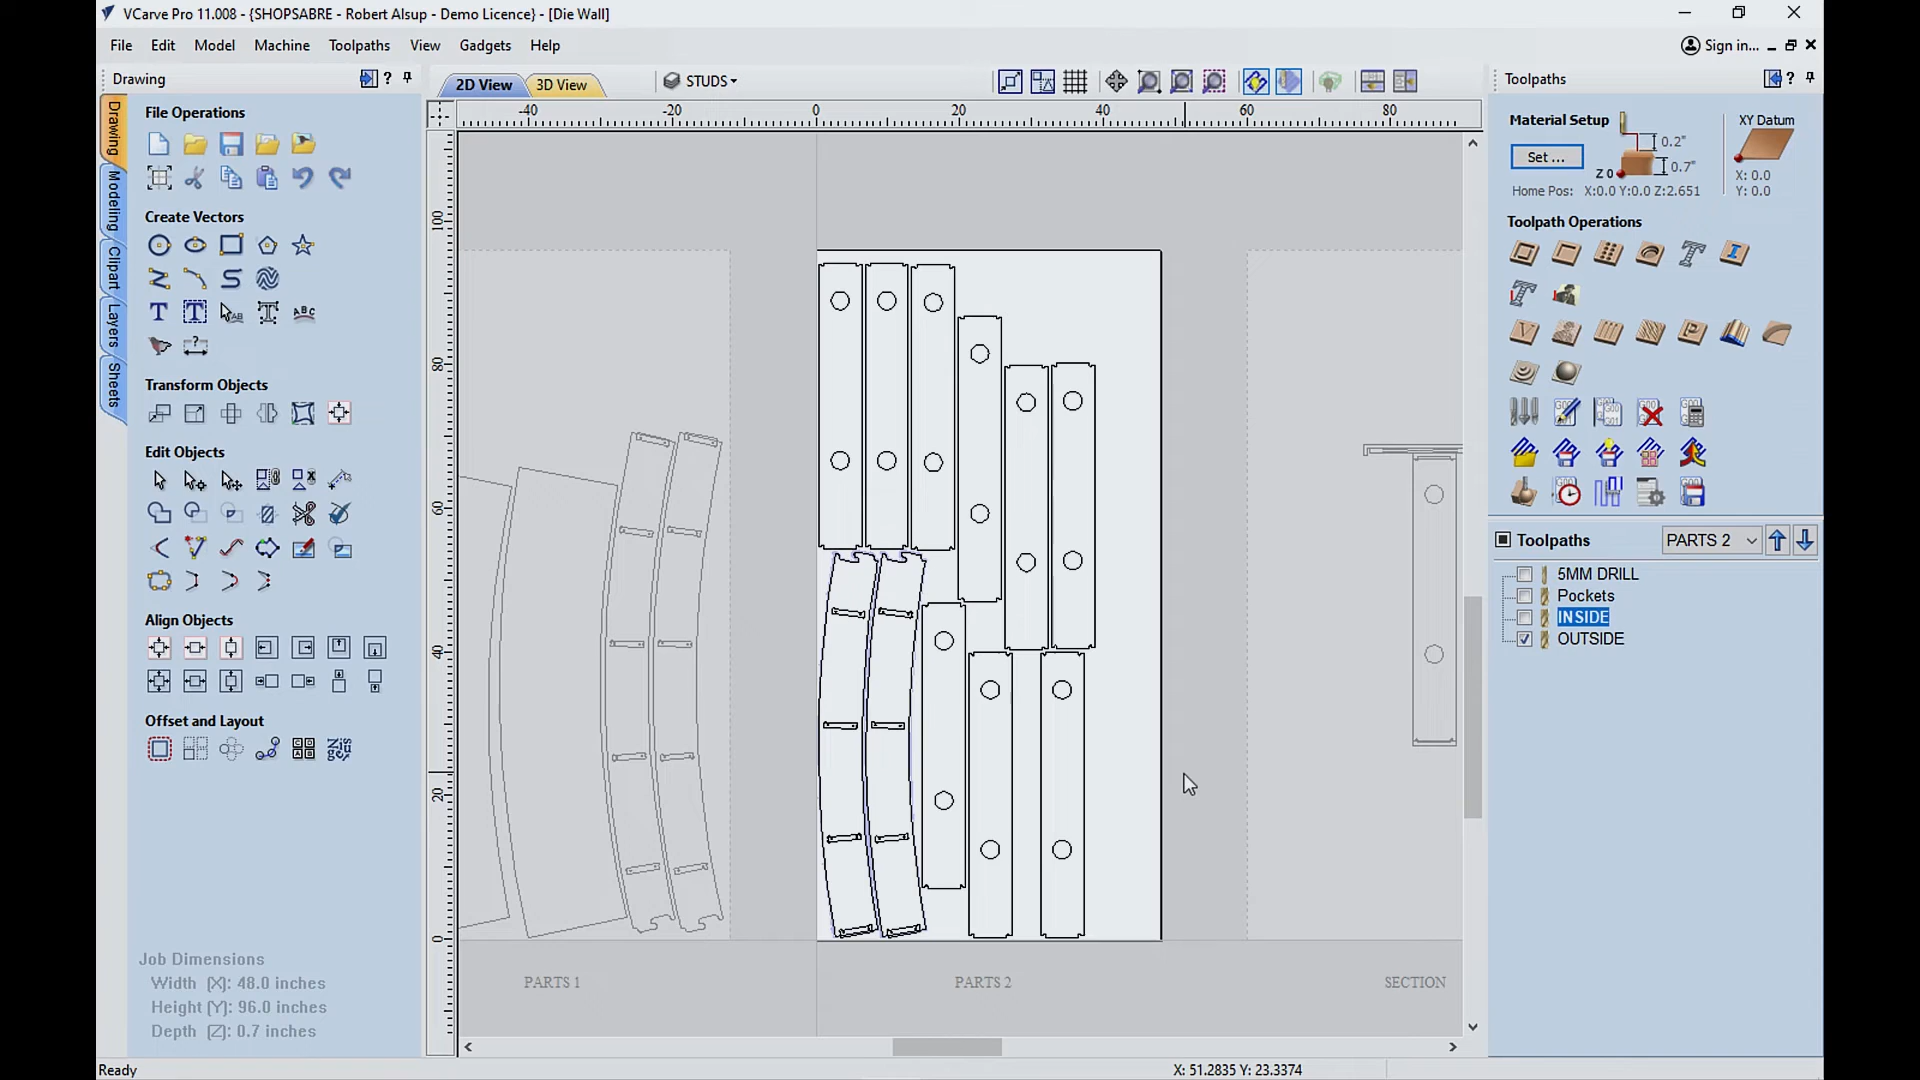 VCarve Pro 11.008 - {SHOPSABRE - Robert Alsup - Demo Licence} - [Die Wall]
File Edit Model Machine Toolpaths View Gadgets Help
Sign in...
Drawing
2D View
3D View
STUDS
Toolpaths
Drawing
Modeling
Clipart
Layers
Sheets
File Operations
Create Vectors
Transform Objects
Edit Objects
Align Objects
Offset and Layout
Job Dimensions
Width (X): 48.0 inches
Height (Y): 96.0 inches
Depth (Z): 0.7 inches
-40 -20 0 20 40 60 80
100
80
60
40
20
0
PARTS 1
PARTS 2
SECTION
Material Setup
Set ...
0.2"
0.7"
Z 0
XY Datum
X: 0.0
Y: 0.0
Home Pos: X:0.0 Y:0.0 Z:2.651
Toolpath Operations
Toolpaths
PARTS 2
5MM DRILL
Pockets
INSIDE
OUTSIDE
Ready
X: 51.2835 Y: 23.3374